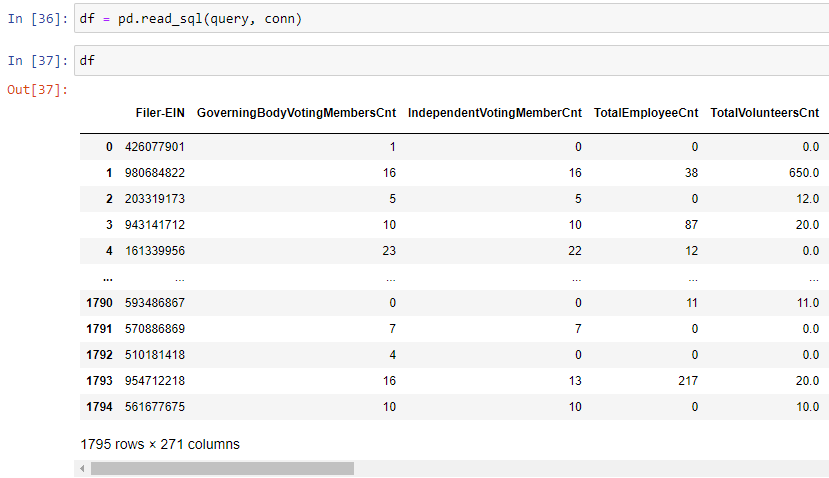 In [36]: df = pd.read_sql(query, conn)
In [37]: df
Out[37]:
Filer-EIN GoverningBodyVotingMembersCnt IndependentVotingMemberCnt TotalEmployeeCnt TotalVolunteersCnt
0 426077901 1 0 0 0.0
1 980684822 16 16 38 650.0
2 203319173 5 5 0 12.0
3 943141712 10 10 87 20.0
4 161339956 23 22 12 0.0
... ... ... ... ... ...
1790 593486867 0 0 11 11.0
1791 570886869 7 7 0 0.0
1792 510181418 4 0 0 0.0
1793 954712218 16 13 217 20.0
1794 561677675 10 10 0 10.0
1795 rows × 271 columns